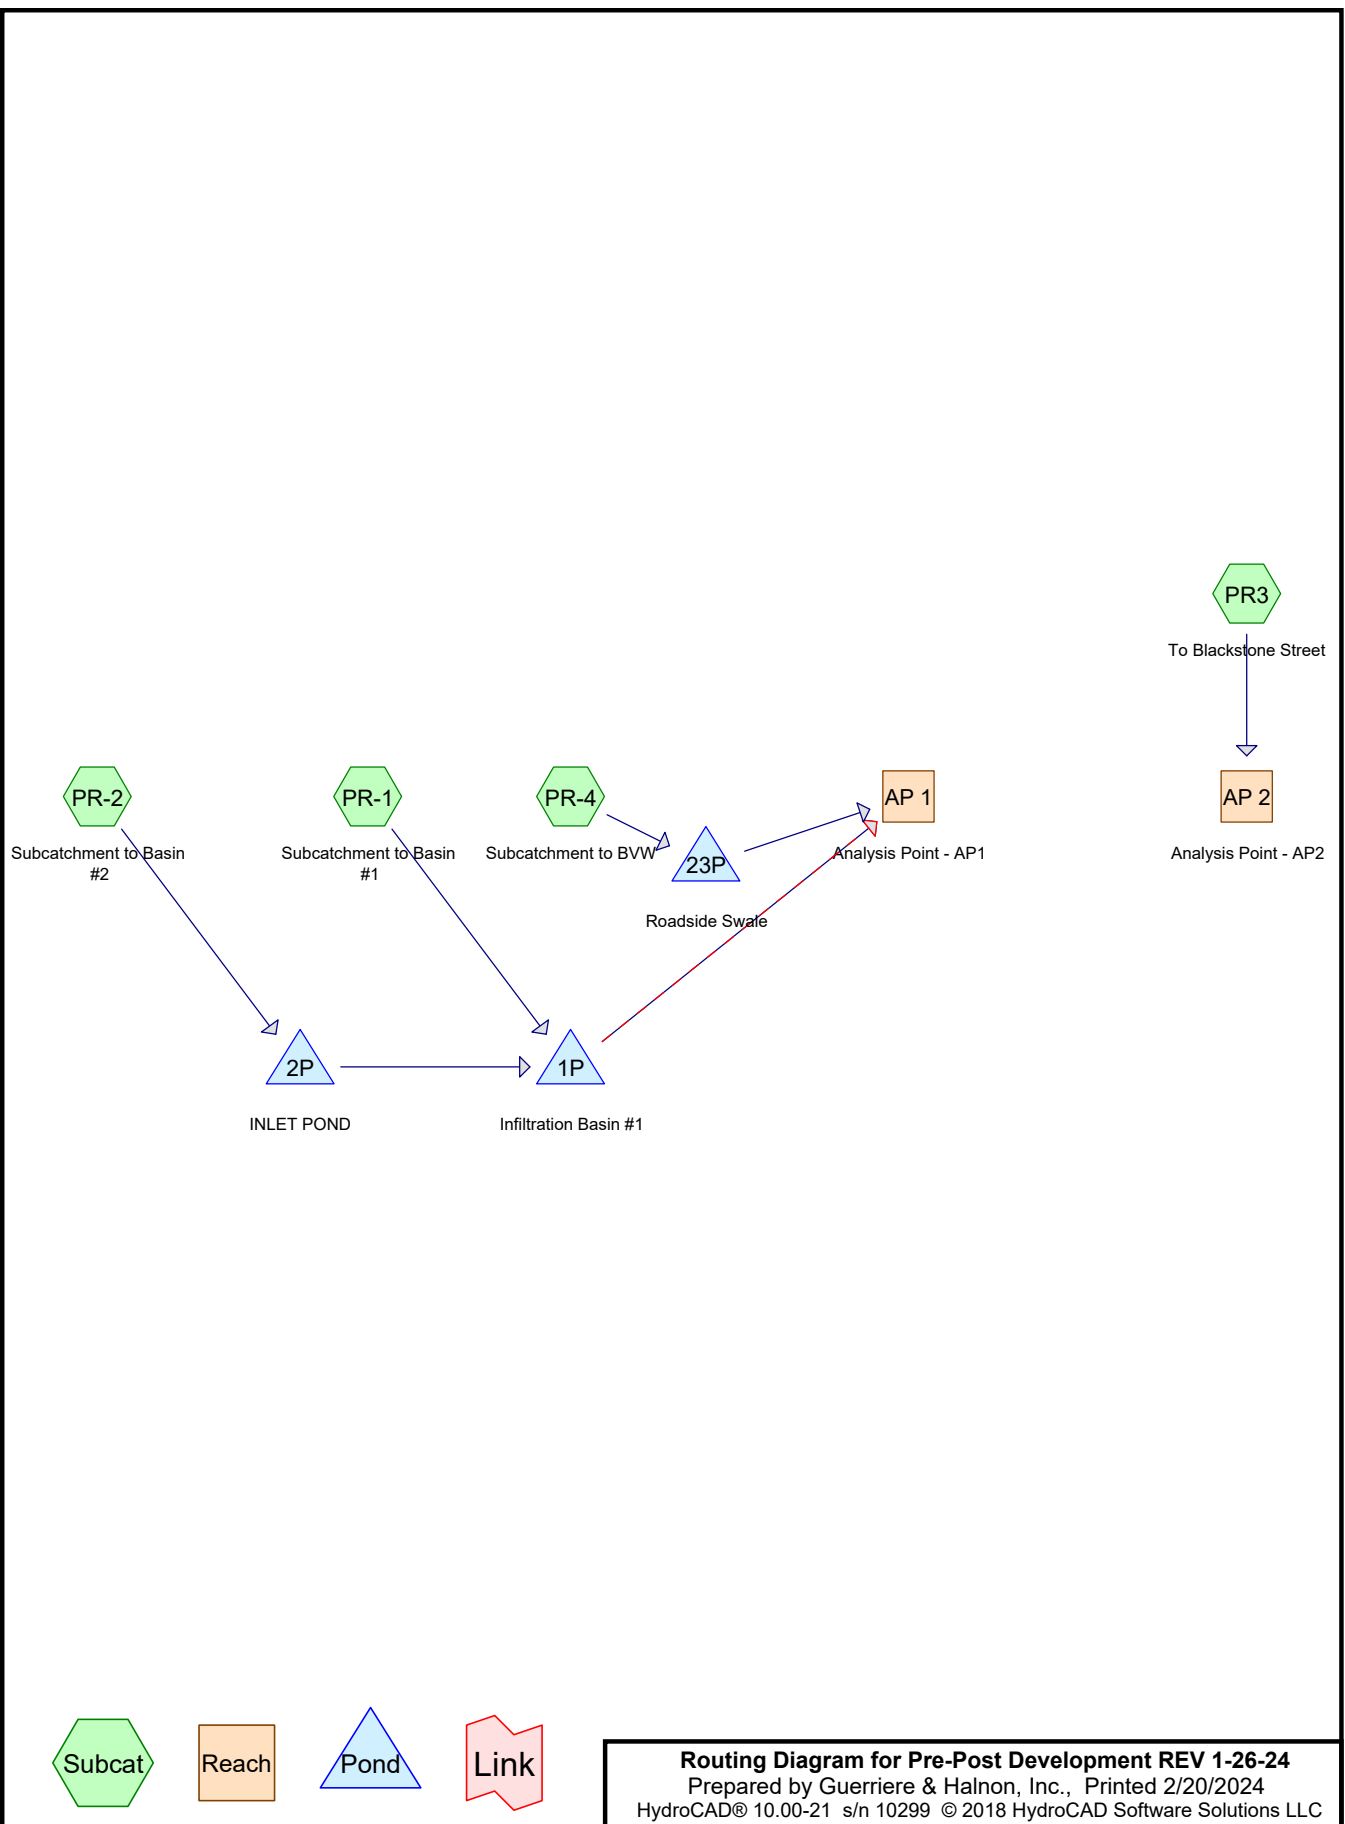 PR3
To Blackstone Street
PR-2
PR-1
PR-4
AP 1
AP 2
Subcatchment to Basin
#2
Subcatchment to Basin
#1
Subcatchment to BVW
23P
Analysis Point - AP1
Analysis Point - AP2
Roadside Swale
2P
1P
INLET POND
Infiltration Basin #1
Subcat
Reach
Pond
Link
Routing Diagram for Pre-Post Development REV 1-26-24
Prepared by Guerriere & Halnon, Inc., Printed 2/20/2024
HydroCAD® 10.00-21 s/n 10299 © 2018 HydroCAD Software Solutions LLC